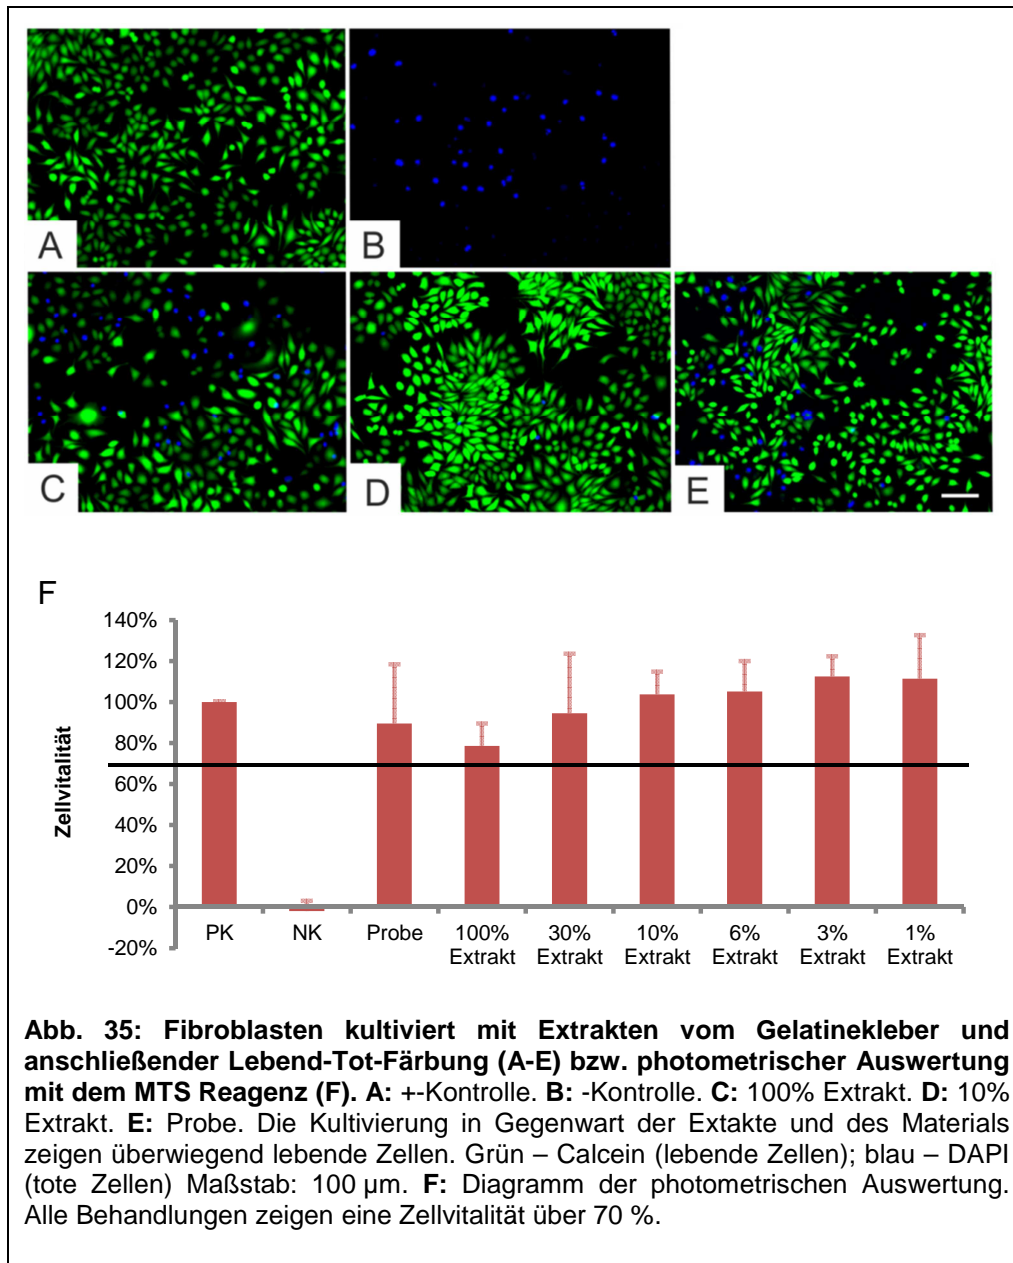 A
B
C
D
E
F
140%
120%
100%
80%
60%
40%
20%
0%
-20%
Zellvitalität
PK
NK
Probe
100% Extrakt
30% Extrakt
10% Extrakt
6% Extrakt
3% Extrakt
1% Extrakt
Abb. 35: Fibroblasten kultiviert mit Extrakten vom Gelatinekleber und
anschließender Lebend-Tot-Färbung (A-E) bzw. photometrischer Auswertung
mit dem MTS Reagenz (F). A: +-Kontrolle. B: -Kontrolle. C: 100% Extrakt. D: 10%
Extrakt. E: Probe. Die Kultivierung in Gegenwart der Extakte und des Materials
zeigen überwiegend lebende Zellen. Grün – Calcein (lebende Zellen); blau – DAPI
(tote Zellen) Maßstab: 100 µm. F: Diagramm der photometrischen Auswertung.
Alle Behandlungen zeigen eine Zellvitalität über 70 %.